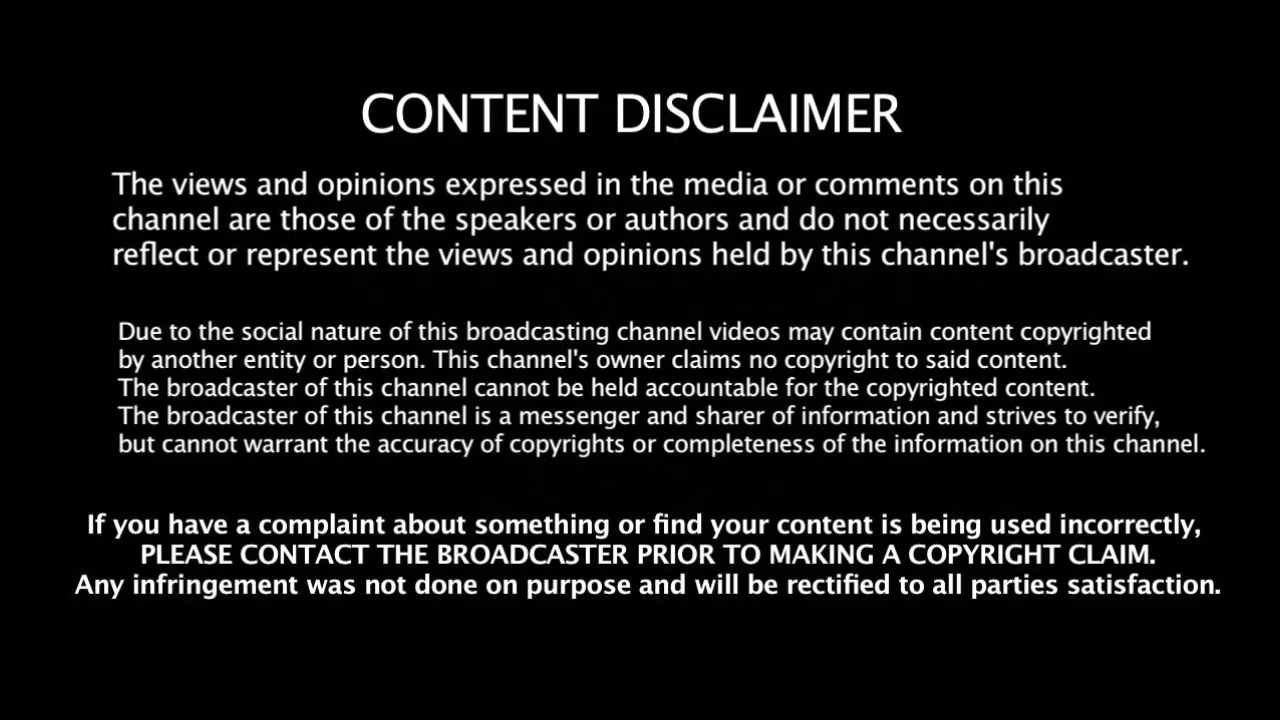 CONTENT DISCLAIMER
The views and opinions expressed in the media or comments on this
channel are those of the speakers or authors and do not necessarily
reflect or represent the views and opinions held by this channel's broadcaster.
Due to the social nature of this broadcasting channel videos may contain content copyrighted
by another entity or person. This channel's owner claims no copyright to said content.
The broadcaster of this channel cannot be held accountable for the copyrighted content.
The broadcaster of this channel is a messenger and sharer of information and strives to verify,
but cannot warrant the accuracy of copyrights or completeness of the information on this channel.
If you have a complaint about something or find your content is being used incorrectly,
PLEASE CONTACT THE BROADCASTER PRIOR TO MAKING A COPYRIGHT CLAIM.
Any infringement was not done on purpose and will be rectified to all parties satisfaction.